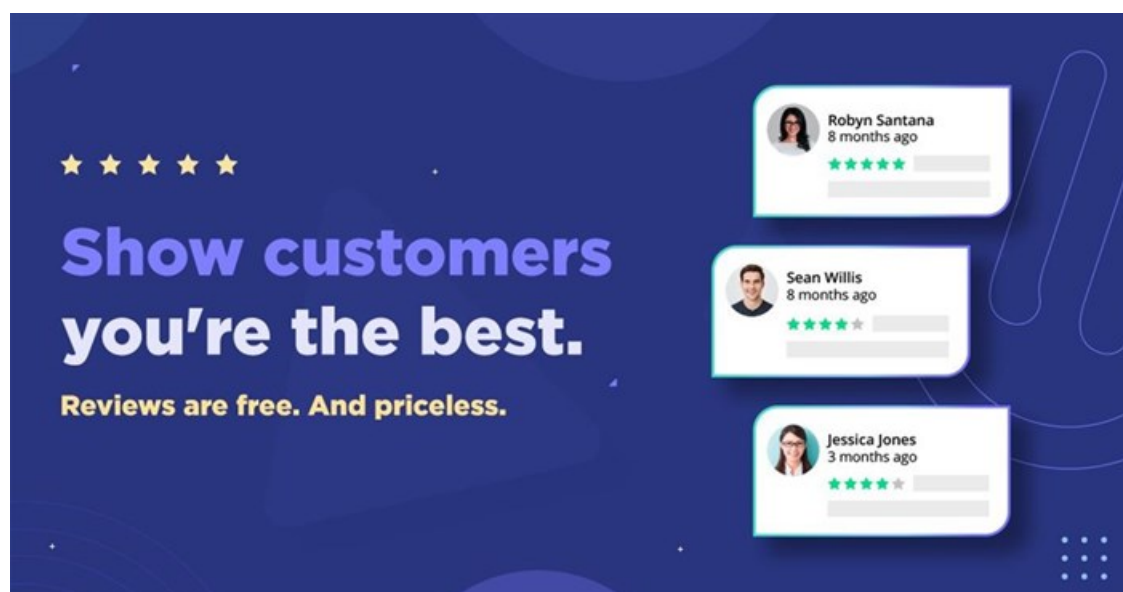 Show customers
you're the best.
Reviews are free. And priceless.
Robyn Santana
8 months ago
Sean Willis
8 months ago
Jessica Jones
3 months ago